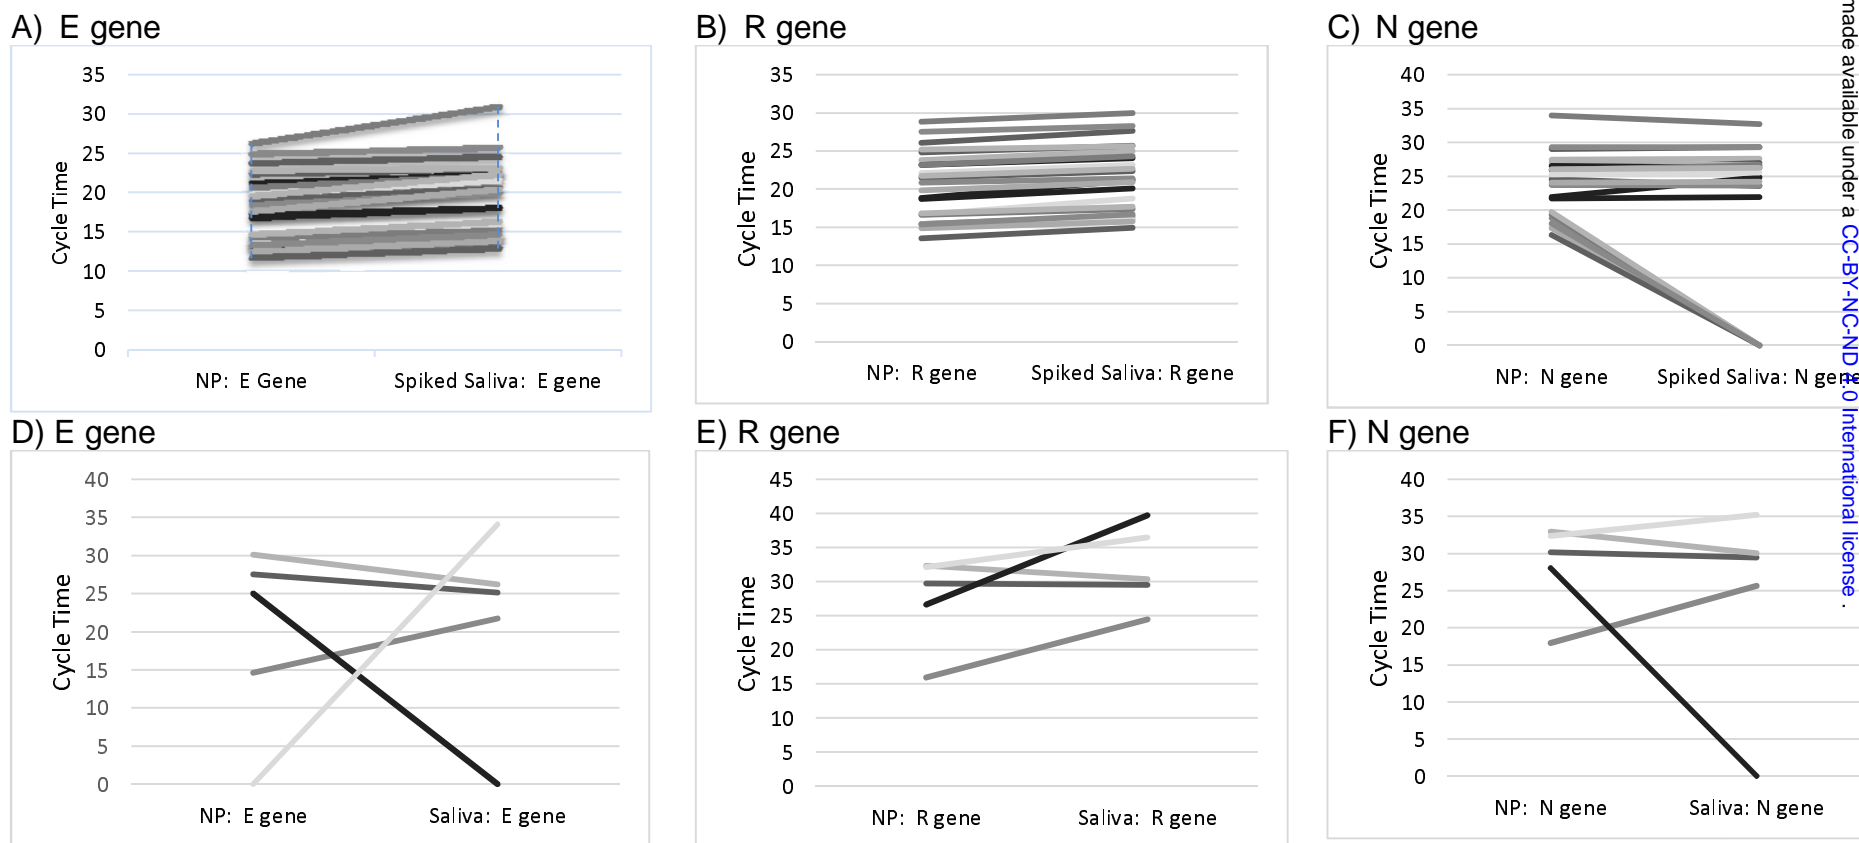 A) E gene
35
30
25
20
15
10
5
0
Cycle Time
NP: E Gene
Spiked Saliva: E gene
B) R gene
35
30
25
20
15
10
5
0
Cycle Time
NP: R gene
Spiked Saliva: R gene
C) N gene
40
35
30
25
20
15
10
5
0
Cycle Time
NP: N gene
Spiked Saliva: N gene
D) E gene
40
35
30
25
20
15
10
5
0
Cycle Time
NP: E gene
Saliva: E gene
E) R gene
45
40
35
30
25
20
15
10
5
0
Cycle Time
NP: R gene
Saliva: R gene
F) N gene
40
35
30
25
20
15
10
5
0
Cycle Time
NP: N gene
Saliva: N gene
made available under a CC-BY-NC-ND 4.0 International license .